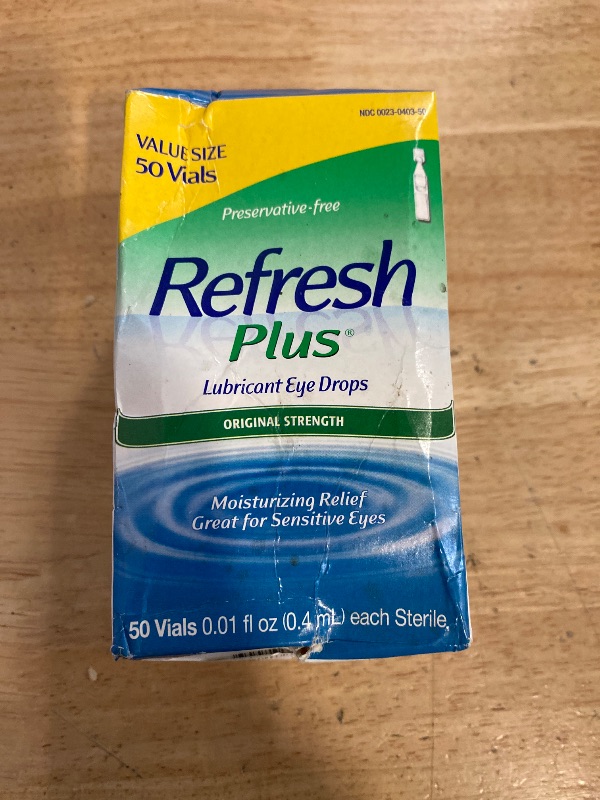 NDC 0023-0403-50
VALUE SIZE
50 Vials
Preservative-free
Refresh
Plus®
Lubricant Eye Drops
ORIGINAL STRENGTH
Moisturizing Relief
Great for Sensitive Eyes
50 Vials 0.01 fl oz (0.4 mL) each Sterile